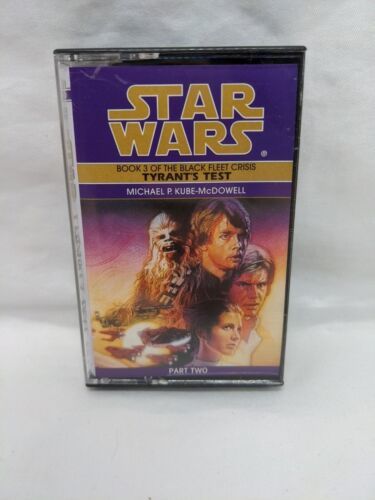 STAR
WARS®
BOOK 3 OF THE BLACK FLEET CRISIS
TYRANT'S TEST
MICHAEL P. KUBE-McDOWELL
PART TWO